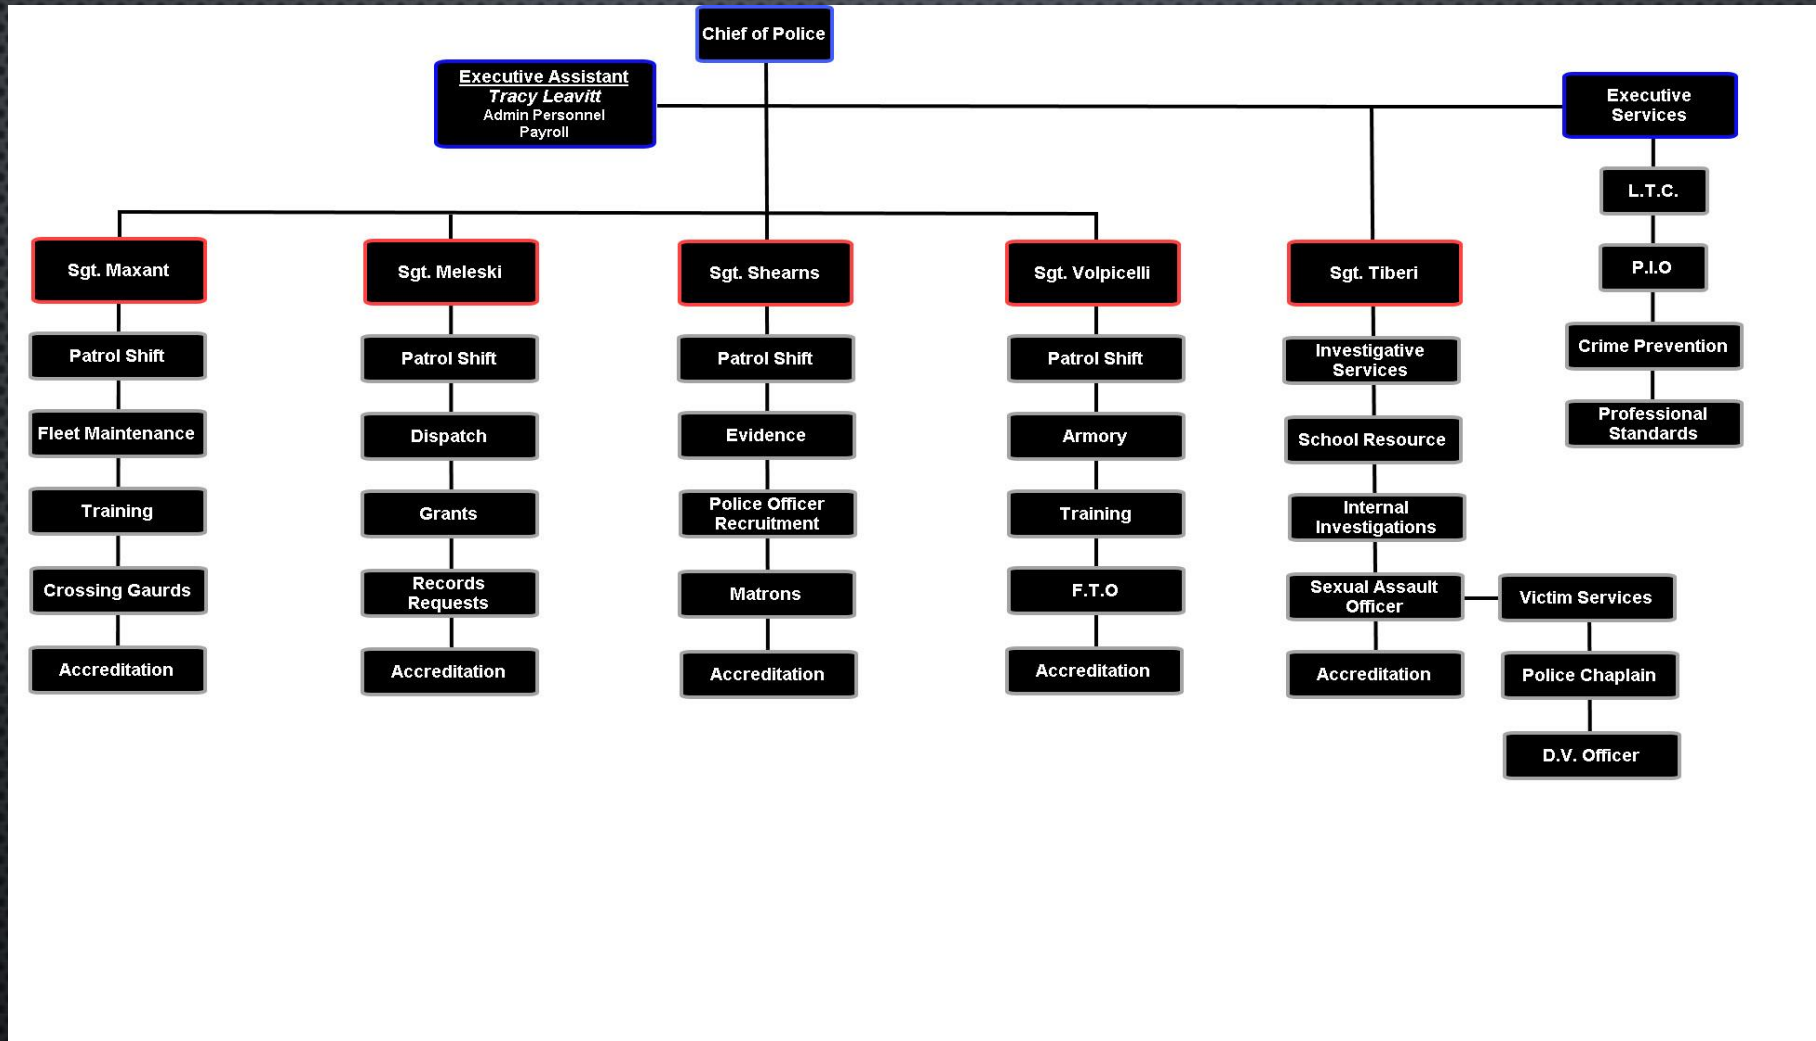 Chief of Police
Executive Assistant
Tracy Leavitt
Admin Personnel
Payroll
Executive
Services
L.T.C.
P.I.O
Crime Prevention
Professional
Standards
Sgt. Maxant
Patrol Shift
Fleet Maintenance
Training
Crossing Gaurds
Accreditation
Sgt. Meleski
Patrol Shift
Dispatch
Grants
Records
Requests
Accreditation
Sgt. Shearns
Patrol Shift
Evidence
Police Officer
Recruitment
Matrons
Accreditation
Sgt. Volpicelli
Patrol Shift
Armory
Training
F.T.O
Accreditation
Sgt. Tiberi
Investigative
Services
School Resource
Internal
Investigations
Sexual Assault
Officer
Accreditation
Victim Services
Police Chaplain
D.V. Officer